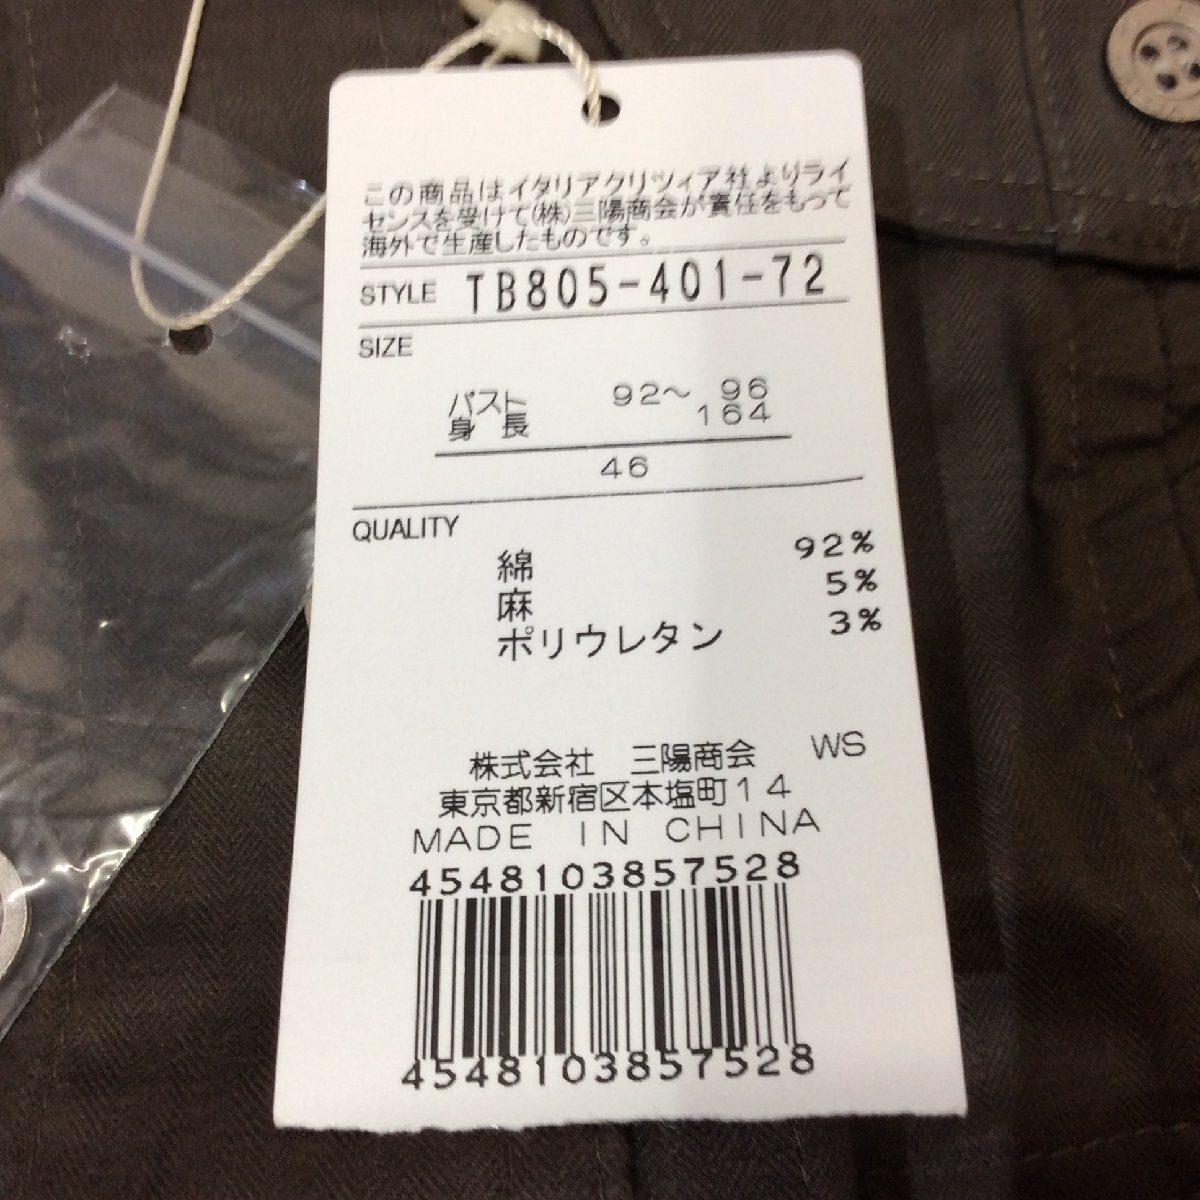 この商品はイタリアクリツィア社よりライ
センスを受けて(株)三陽商会が責任をもって
海外で生産したものです。
STYLE TB805-401-72
SIZE
バスト 92～ 96
身長 164
46
QUALITY
綿 92%
麻 5%
ポリウレタン 3%
株式会社 三陽商会 WS
東京都新宿区本塩町14
MADE IN CHINA
4548103857528
4548103857528